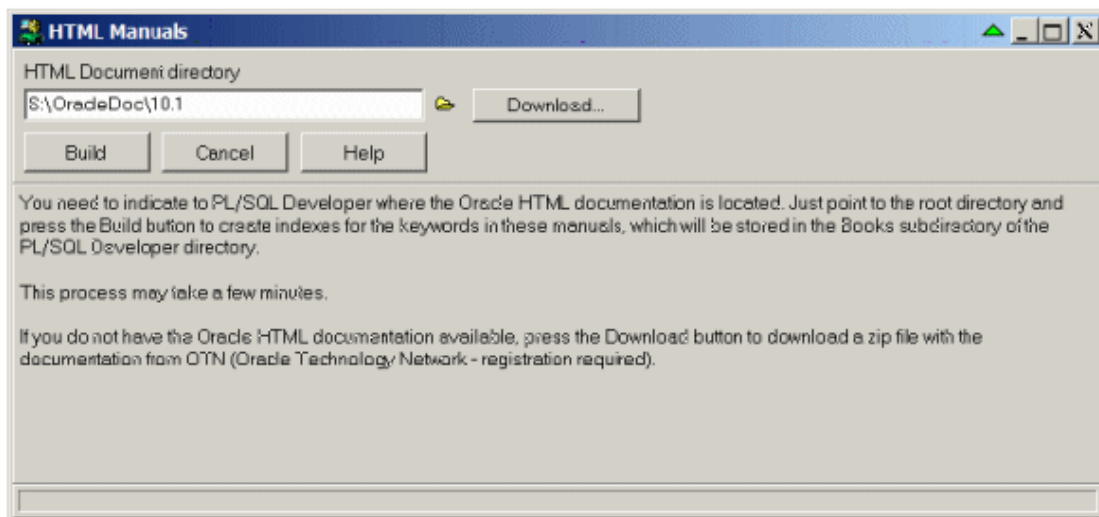 HTML Manuals
HTML Document directory
S:\OracleDoc\10.1
Download...
Build
Cancel
Help
You need to indicate to PL/SQL Developer where the Oracle HTML documentation is located. Just point to the root directory and
press the Build button to create indexes for the keywords in these manuals, which will be stored in the Books subdirectory of the
PL/SQL Developer directory.
This process may take a few minutes.
If you do not have the Oracle HTML documentation available, press the Download button to download a zip file with the
documentation from OTN (Oracle Technology Network - registration required).